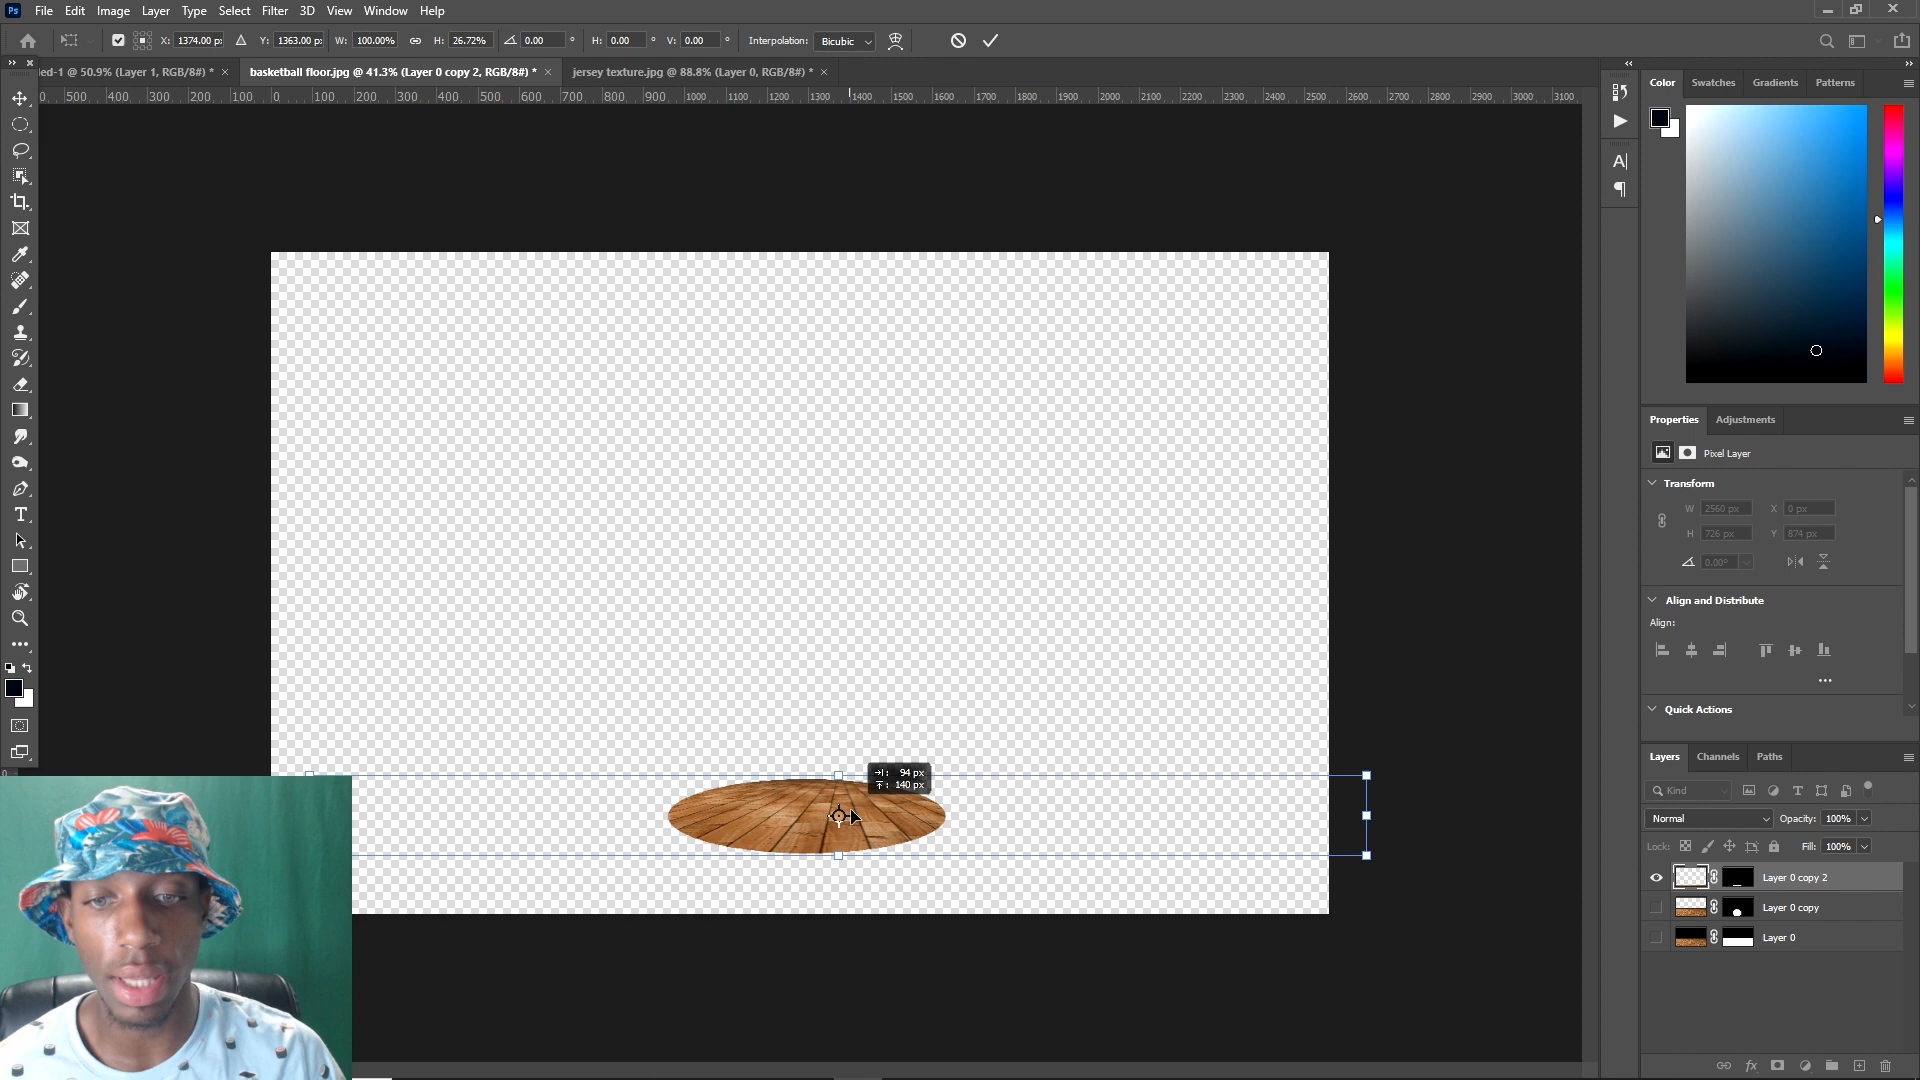 Ps File Edit Image Layer Type Select Filter 3D View Window Help
X: 1374.00 p: Y: 1363.00 p: W: 100.00% H: 26.72% 0.00 ° H: 0.00 ° V: 0.00 ° Interpolation: Bicubic
led-1 @ 50.9% (Layer 1, RGB/8#) * × basketball floor.jpg @ 41.3% (Layer 0 copy 2, RGB/8#) * × jersey texture.jpg @ 88.8% (Layer 0, RGB/8#) * ×
0 500 400 300 200 100 0 100 200 300 400 500 600 700 800 900 1000 1100 1200 1300 1400 1500 1600 1700 1800 1900 2000 2100 2200 2300 2400 2500 2600 2700 2800 2900 3000 3100
Color Swatches Gradients Patterns
Properties Adjustments
Pixel Layer
Transform
W 2560 px X 0 px
H 726 px Y 874 px
0.00°
Align and Distribute
Align:
Quick Actions
Layers Channels Paths
Kind
Normal Opacity: 100%
Lock: Fill: 100%
Layer 0 copy 2
Layer 0 copy
Layer 0
94 px
140 px
0